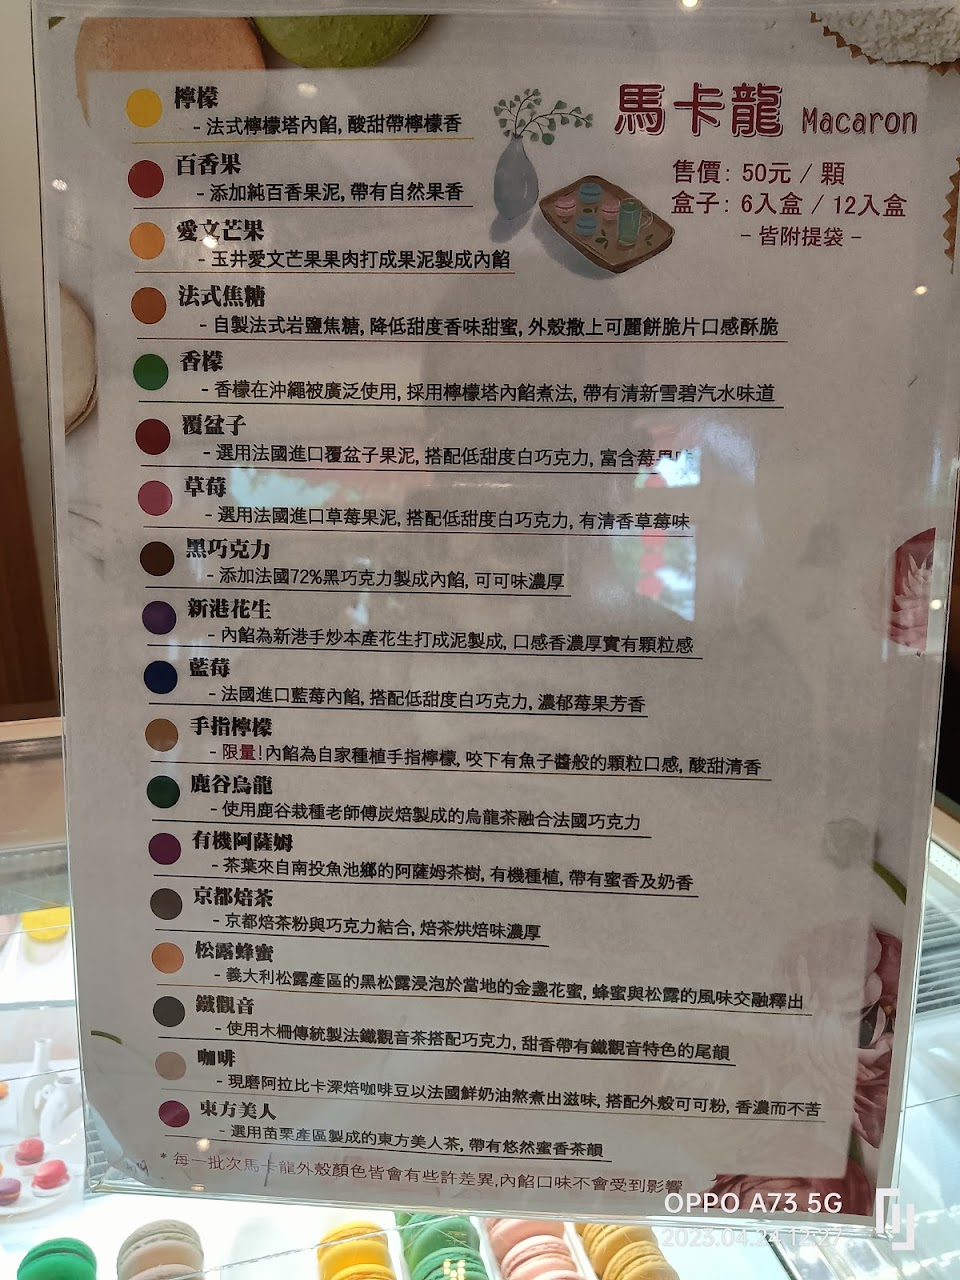 馬卡龍 Macaron
售價: 50元 / 顆
盒子: 6入盒 / 12入盒
- 皆附提袋 -
檸檬
- 法式檸檬塔內餡, 酸甜帶檸檬香
百香果
- 添加純百香果泥, 帶有自然果香
愛文芒果
- 玉井愛文芒果果肉打成果泥製成內餡
法式焦糖
- 自製法式岩鹽焦糖, 降低甜度香味甜蜜, 外殼撒上可麗餅脆片口感酥脆
香檬
- 香檬在沖繩被廣泛使用, 採用檸檬塔內餡煮法, 帶有清新雪碧汽水味道
覆盆子
- 選用法國進口覆盆子果泥, 搭配低甜度白巧克力, 富含莓果味
草莓
- 選用法國進口草莓果泥, 搭配低甜度白巧克力, 有清香草莓味
黑巧克力
- 添加法國72%黑巧克力製成內餡, 可可味濃厚
新港花生
- 內餡為新港手炒本產花生打成泥製成, 口感香濃厚實有顆粒感
藍莓
- 法國進口藍莓內餡, 搭配低甜度白巧克力, 濃郁莓果芳香
手指檸檬
- 限量!內餡為自家種植手指檸檬, 咬下有魚子醬般的顆粒口感, 酸甜清香
鹿谷烏龍
- 使用鹿谷栽種老師傅炭焙製成的烏龍茶融合法國巧克力
有機阿薩姆
- 茶葉來自南投魚池鄉的阿薩姆茶樹, 有機種植, 帶有蜜香及奶香
京都焙茶
- 京都焙茶粉與巧克力結合, 焙茶烘焙味濃厚
松露蜂蜜
- 義大利松露產區的黑松露浸泡於當地的金盞花蜜, 蜂蜜與松露的風味交融釋出
鐵觀音
- 使用木柵傳統製法鐵觀音茶搭配巧克力, 甜香帶有鐵觀音特色的尾韻
咖啡
- 現磨阿拉比卡深焙咖啡豆以法國鮮奶油熬煮出滋味, 搭配外殼可可粉, 香濃而不苦
東方美人
- 選用苗栗產區製成的東方美人茶, 帶有悠然蜜香茶韻
* 每一批次馬卡龍外殼顏色皆會有些許差異,內餡口味不會受到影響
OPPO A73 5G
2023.04.24 12:27